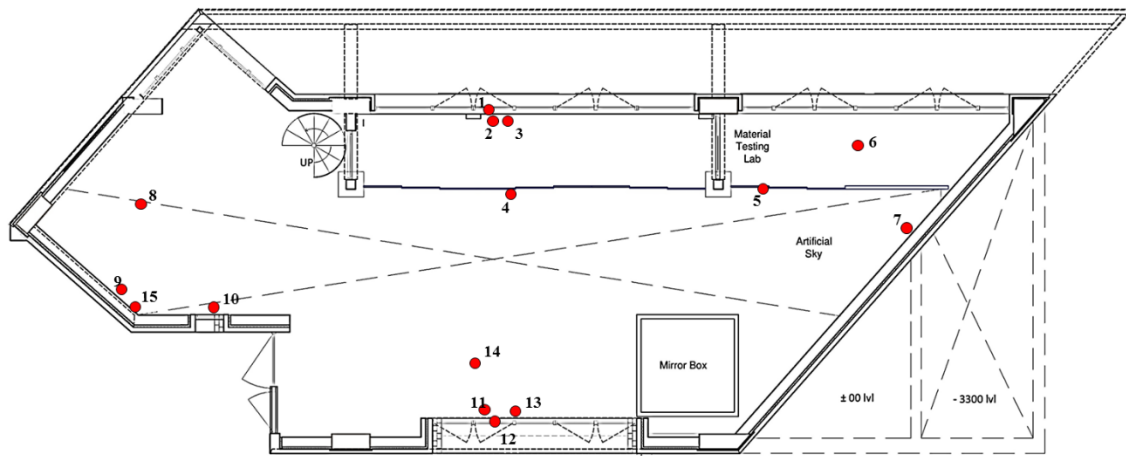 1
2
3
UP
Material
Testing
Lab
6
4
5
8
7
Artificial
Sky
9
15
10
14
Mirror Box
11
13
12
± 00 lvl
- 3300 lvl